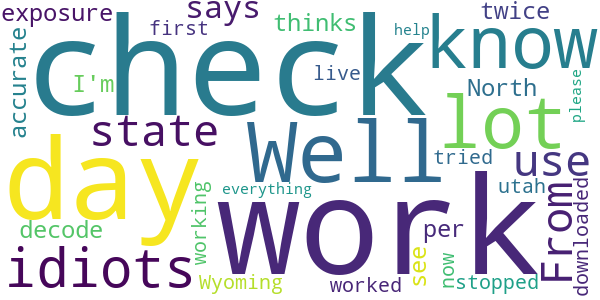 exposure
says
twice
check
first
thinks
know
accurate
I'm
live
help
North
please
state
Well
lot
day
tried
use
decode
working
everything
utah
From
downloaded
idiots
work
per
see
now
Wyoming
worked
stopped